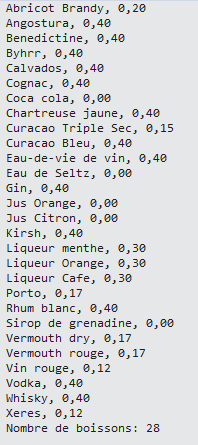 Abricot Brandy, 0,20
Angostura, 0,40
Benedictine, 0,40
Byhrr, 0,40
Calvados, 0,40
Cognac, 0,40
Coca cola, 0,00
Chartreuse jaune, 0,40
Curacao Triple Sec, 0,15
Curacao Bleu, 0,40
Eau-de-vie de vin, 0,40
Eau de Seltz, 0,00
Gin, 0,40
Jus Orange, 0,00
Jus Citron, 0,00
Kirsh, 0,40
Liqueur menthe, 0,30
Liqueur Orange, 0,30
Liqueur Cafe, 0,30
Porto, 0,17
Rhum blanc, 0,40
Sirop de grenadine, 0,00
Vermouth dry, 0,17
Vermouth rouge, 0,17
Vin rouge, 0,12
Vodka, 0,40
Whisky, 0,40
Xeres, 0,12
Nombre de boissons: 28